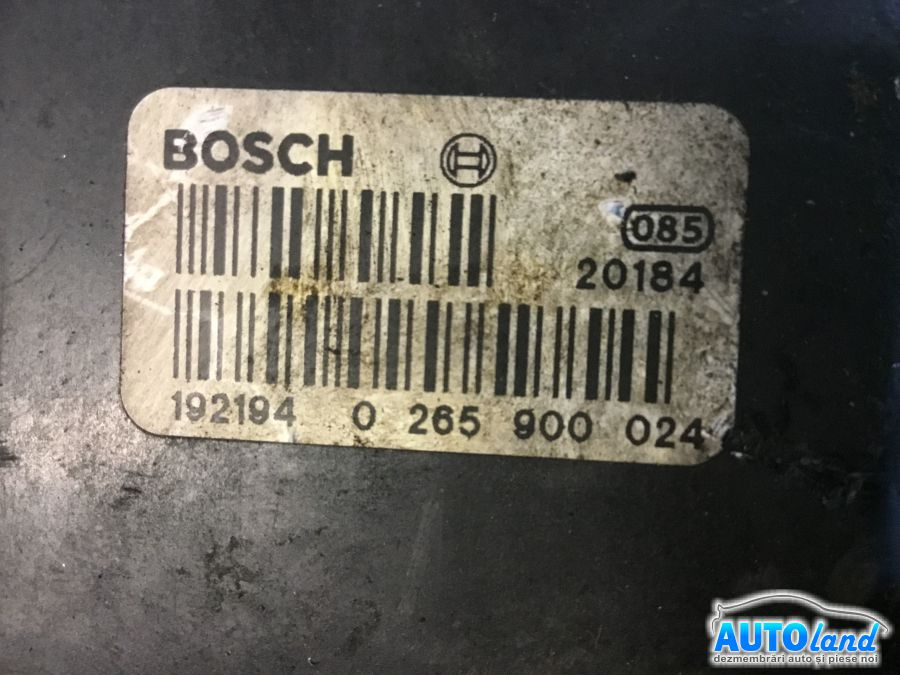 BOSCH
085
20184
192194 0 265 900 024
AUTOland
dezmembrări auto și piese noi